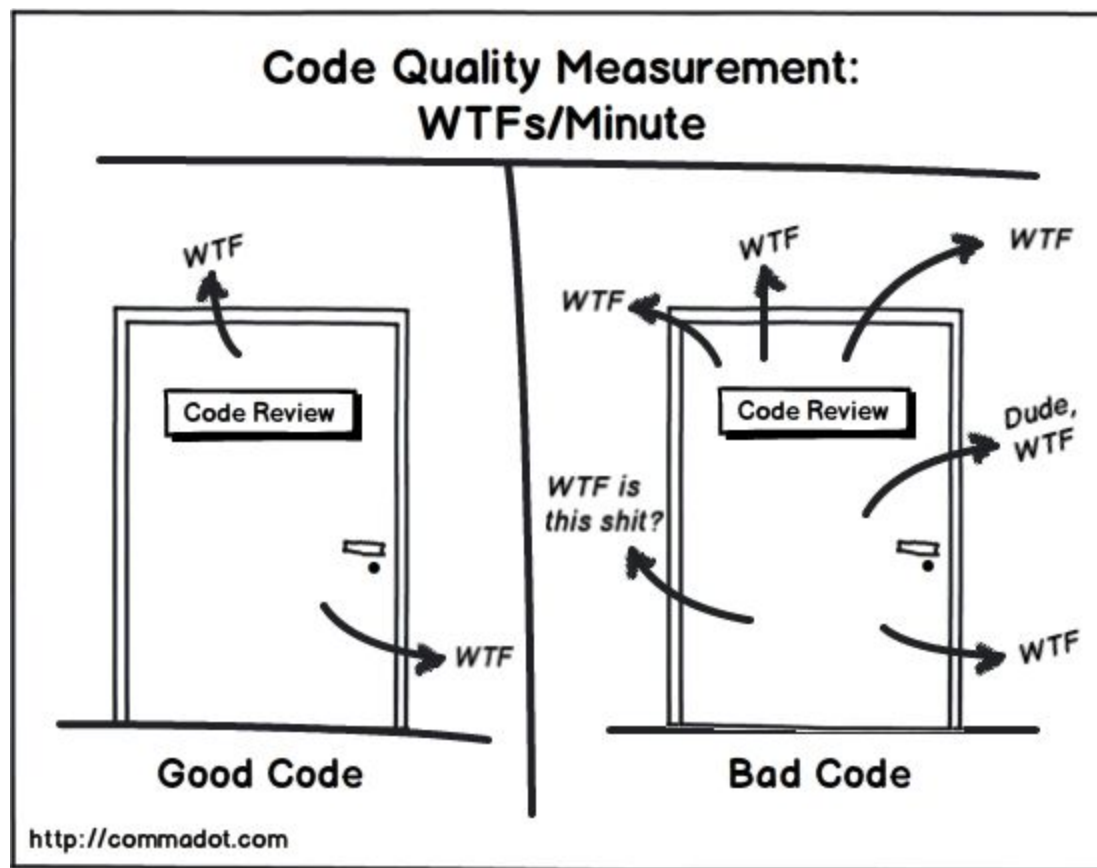 Code Quality Measurement:
WTFs/Minute
WTF
Code Review
WTF
Good Code
WTF
WTF
WTF
Code Review
Dude,
WTF
WTF is
this shit?
WTF
Bad Code
http://commadot.com